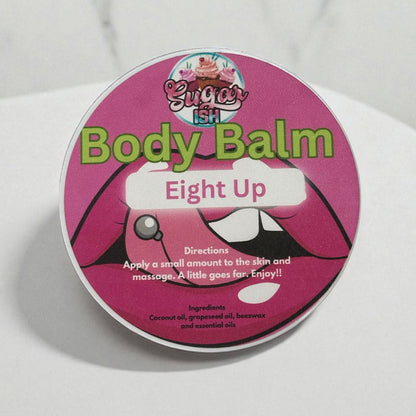 Sugar
ISH
Body Balm
Eight Up
Directions
Apply a small amount to the skin and
massage. A little goes far. Enjoy!!
Ingredients
Coconut oil, grapeseed oil, beeswax
and essential oils